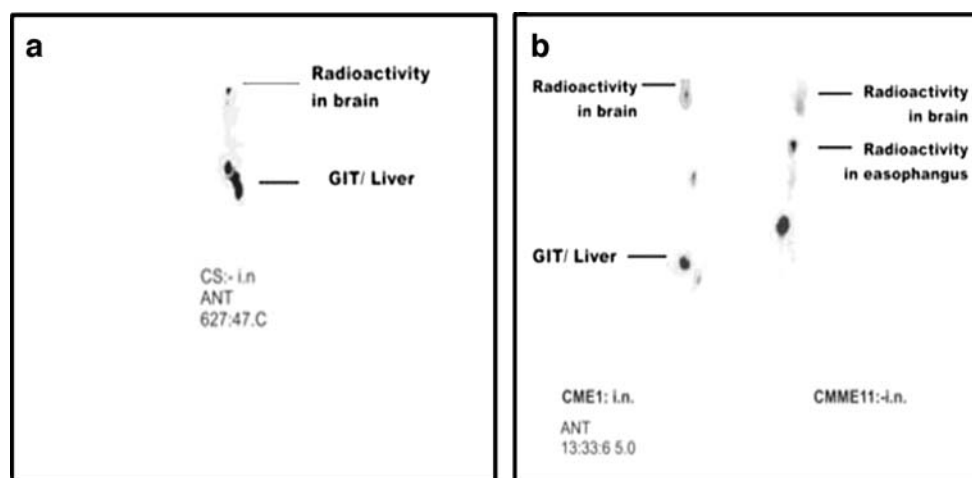 a
Radioactivity
in brain
GIT/ Liver
CS:- i.n
ANT
627:47.C
b
Radioactivity
in brain
Radioactivity
in brain
Radioactivity
in easophangus
GIT/ Liver
CME1: i.n.
CMME11:-i.n.
ANT
13:33:6 5.0